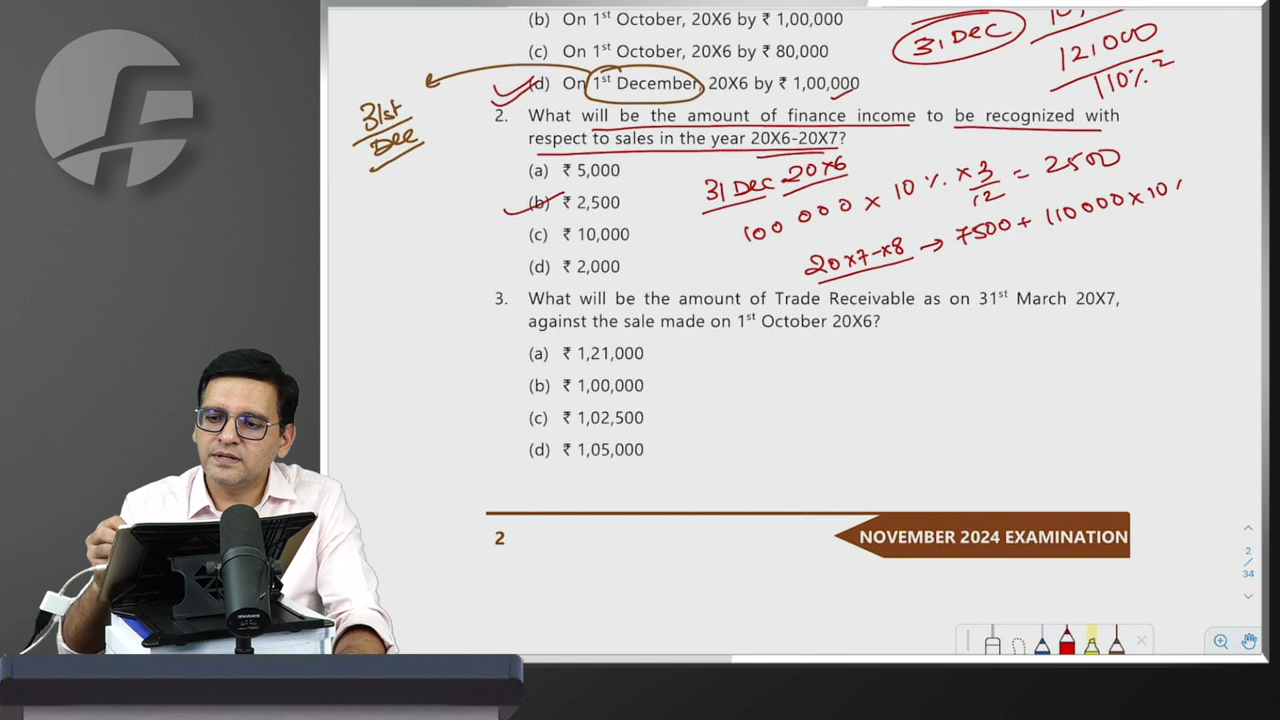 (b) On 1st October, 20X6 by ₹ 1,00,000
(c) On 1st October, 20X6 by ₹ 80,000
(d) On 1st December, 20X6 by ₹ 1,00,000
31 Dec
121000
110%²
31st
Dec
2. What will be the amount of finance income to be recognized with
respect to sales in the year 20X6-20X7?
(a) ₹ 5,000
(b) ₹ 2,500
(c) ₹ 10,000
(d) ₹ 2,000
31 Dec 20x6
100 000 x 10 % x 3/12 = 2500
20x7-x8 → 7500 + 110000 x 10
3. What will be the amount of Trade Receivable as on 31st March 20X7,
against the sale made on 1st October 20X6?
(a) ₹ 1,21,000
(b) ₹ 1,00,000
(c) ₹ 1,02,500
(d) ₹ 1,05,000
2
NOVEMBER 2024 EXAMINATION
2
/
34